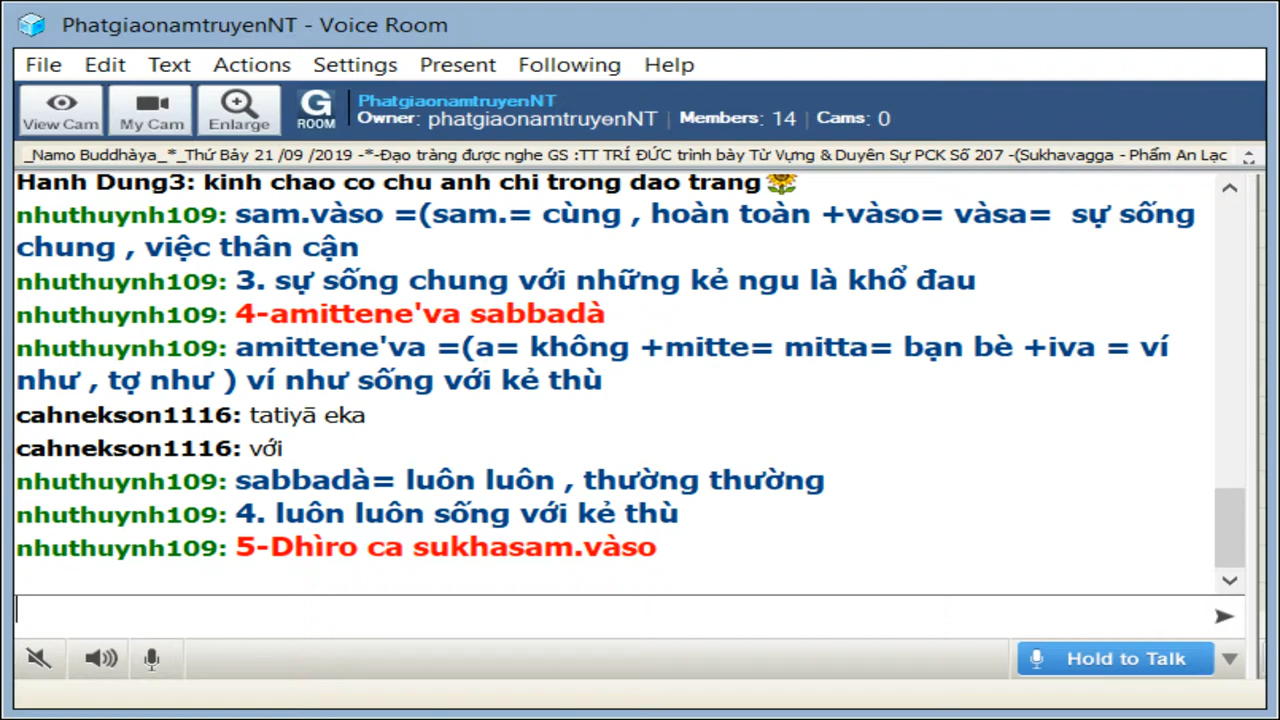 PhatgiaonamtruyenNT - Voice Room
File Edit Text Actions Settings Present Following Help
View Cam My Cam Enlarge G ROOM
PhatgiaonamtruyenNT
Owner: phatgiaonamtruyenNT | Members: 14 | Cams: 0
_Namo Buddhàya_*_Thứ Bảy 21 /09 /2019 -*-Đạo tràng được nghe GS :TT TRÍ ĐỨC trình bày Từ Vựng & Duyên Sự PCK Số 207 -(Sukhavagga - Phẩm An Lạc
Hanh Dung3: kinh chao co chu anh chi trong dao trang
nhuthuynh109: sam.vàso =(sam.= cùng , hoàn toàn +vàso= vàsa= sự sống
chung , việc thân cận
nhuthuynh109: 3. sự sống chung với những kẻ ngu là khổ đau
nhuthuynh109: 4-amittene'va sabbadà
nhuthuynh109: amittene'va =(a= không +mitte= mitta= bạn bè +iva = ví
như , tợ như ) ví như sống với kẻ thù
cahnekson1116: tatiyā eka
cahnekson1116: với
nhuthuynh109: sabbadà= luôn luôn , thường thường
nhuthuynh109: 4. luôn luôn sống với kẻ thù
nhuthuynh109: 5-Dhìro ca sukhasam.vàso
Hold to Talk